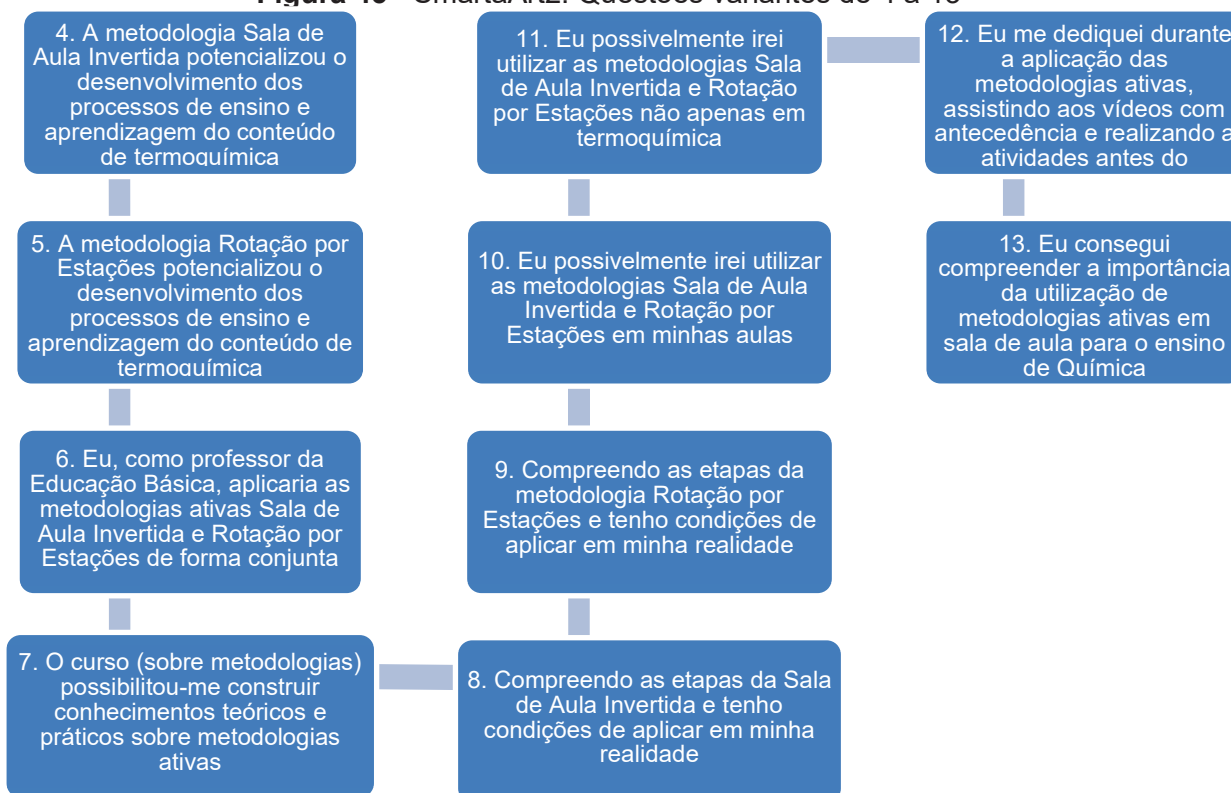 4. A metodologia Sala de
Aula Invertida potencializou o
desenvolvimento dos
processos de ensino e
aprendizagem do conteúdo
de termoquímica
5. A metodologia Rotação por
Estações potencializou o
desenvolvimento dos
processos de ensino e
aprendizagem do conteúdo de
termoquímica
6. Eu, como professor da
Educação Básica, aplicaria as
metodologias ativas Sala de
Aula Invertida e Rotação por
Estações de forma conjunta
7. O curso (sobre metodologias)
possibilitou-me construir
conhecimentos teóricos e
práticos sobre metodologias
ativas
8. Compreendo as etapas da Sala
de Aula Invertida e tenho
condições de aplicar em minha
realidade
9. Compreendo as etapas da
metodologia Rotação por
Estações e tenho condições de
aplicar em minha realidade
10. Eu possivelmente irei utilizar
as metodologias Sala de Aula
Invertida e Rotação por
Estações em minhas aulas
11. Eu possivelmente irei
utilizar as metodologias Sala
de Aula Invertida e Rotação
por Estações não apenas em
termoquímica
12. Eu me dediquei durante
a aplicação das
metodologias ativas,
assistindo aos vídeos com
antecedência e realizando a
atividades antes do
13. Eu consegui
compreender a importância
da utilização de
metodologias ativas em
sala de aula para o ensino
de Química